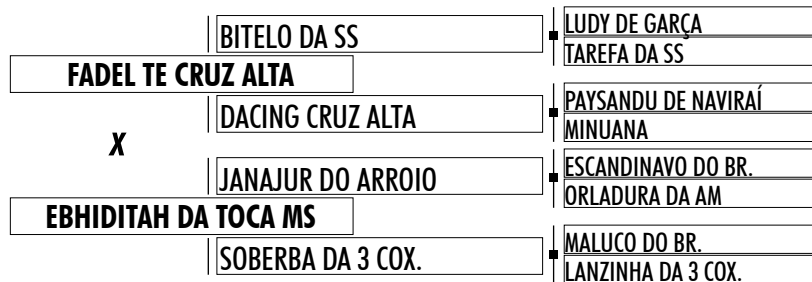 BITELO DA SS
LUDY DE GARÇA
TAREFA DA SS
FADEL TE CRUZ ALTA
DACING CRUZ ALTA
PAYSANDU DE NAVIRAÍ
MINUANA
X
JANAJUR DO ARROIO
ESCANDINAVO DO BR.
ORLADURA DA AM
EBHIDITAH DA TOCA MS
SOBERBA DA 3 COX.
MALUCO DO BR.
LANZINHA DA 3 COX.